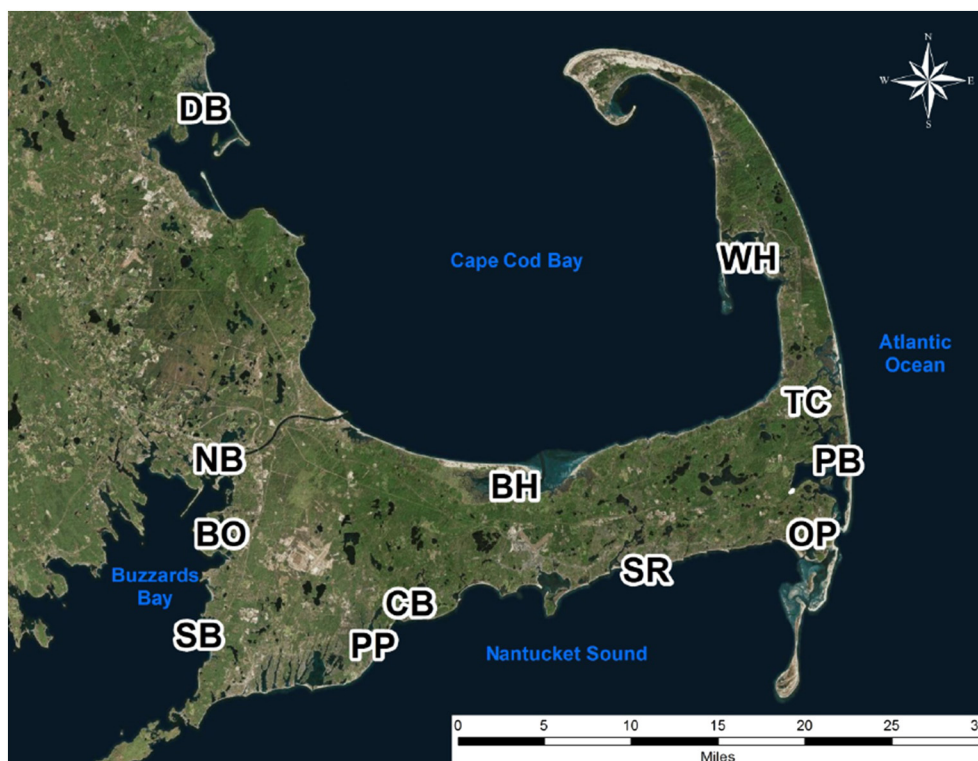 N
W E
S
DB
Cape Cod Bay
WH
Atlantic
Ocean
TC
NB
PB
BH
BO
OP
Buzzards
Bay
SR
CB
SB
PP
Nantucket Sound
0 5 10 15 20 25 3
Miles